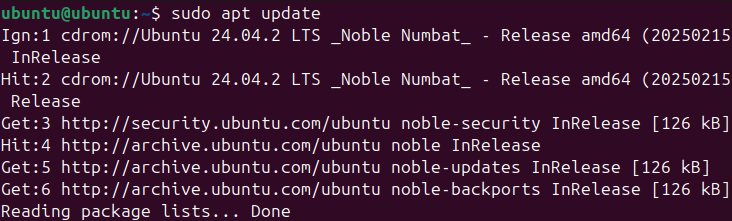 ubuntu@ubuntu:~$ sudo apt update
Ign:1 cdrom://Ubuntu 24.04.2 LTS _Noble Numbat_ - Release amd64 (20250215
 InRelease
Hit:2 cdrom://Ubuntu 24.04.2 LTS _Noble Numbat_ - Release amd64 (20250215
 Release
Get:3 http://security.ubuntu.com/ubuntu noble-security InRelease [126 kB]
Hit:4 http://archive.ubuntu.com/ubuntu noble InRelease
Get:5 http://archive.ubuntu.com/ubuntu noble-updates InRelease [126 kB]
Get:6 http://archive.ubuntu.com/ubuntu noble-backports InRelease [126 kB]
Reading package lists... Done